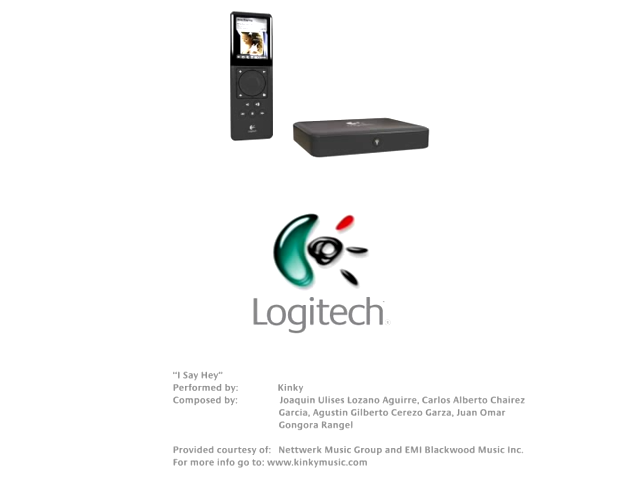 Logitech
"I Say Hey"
Performed by: Kinky
Composed by: Joaquin Ulises Lozano Aguirre, Carlos Alberto Chairez
Garcia, Agustin Gilberto Cerezo Garza, Juan Omar
Gongora Rangel
Provided courtesy of: Nettwerk Music Group and EMI Blackwood Music Inc.
For more info go to: www.kinkymusic.com